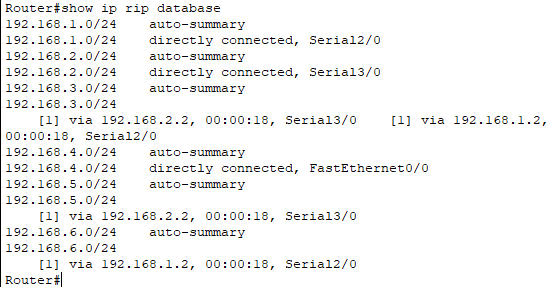 Router#show ip rip database
192.168.1.0/24    auto-summary
192.168.1.0/24    directly connected, Serial2/0
192.168.2.0/24    auto-summary
192.168.2.0/24    directly connected, Serial3/0
192.168.3.0/24    auto-summary
192.168.3.0/24
    [1] via 192.168.2.2, 00:00:18, Serial3/0    [1] via 192.168.1.2,
00:00:18, Serial2/0
192.168.4.0/24    auto-summary
192.168.4.0/24    directly connected, FastEthernet0/0
192.168.5.0/24    auto-summary
192.168.5.0/24
    [1] via 192.168.2.2, 00:00:18, Serial3/0
192.168.6.0/24    auto-summary
192.168.6.0/24
    [1] via 192.168.1.2, 00:00:18, Serial2/0
Router#